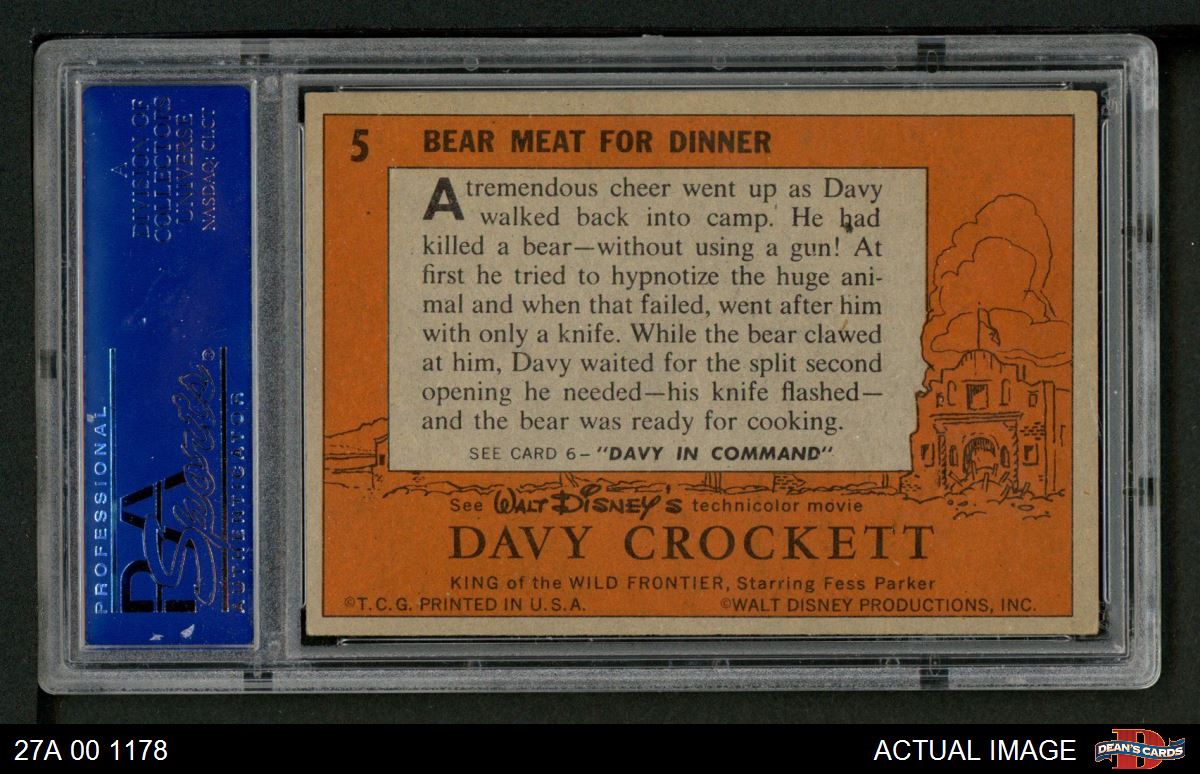 A
DIVISION OF
COLLECTORS
UNIVERSE
NASDAQ: CLCT
PROFESSIONAL
PSA
Sports
AUTHENTICATOR
5 BEAR MEAT FOR DINNER
A tremendous cheer went up as Davy
walked back into camp. He had
killed a bear—without using a gun! At
first he tried to hypnotize the huge ani-
mal and when that failed, went after him
with only a knife. While the bear clawed
at him, Davy waited for the split second
opening he needed—his knife flashed—
and the bear was ready for cooking.
SEE CARD 6—"DAVY IN COMMAND"
See WALT DISNEY'S technicolor movie
DAVY CROCKETT
KING of the WILD FRONTIER, Starring Fess Parker
©T.C.G. PRINTED IN U.S.A. ©WALT DISNEY PRODUCTIONS, INC.
27A 00 1178 ACTUAL IMAGE DEAN'S CARDS